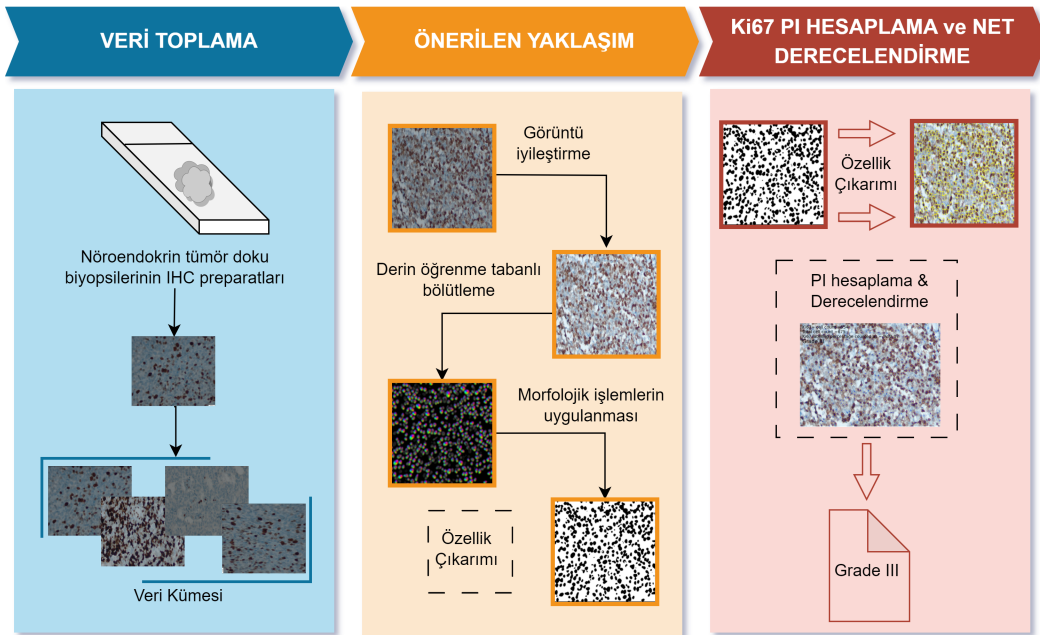 VERİ TOPLAMA
ÖNERİLEN YAKLAŞIM
Ki67 PI HESAPLAMA ve NET
DERECELENDİRME
Nöroendokrin tümör doku
biyopsilerinin IHC preparatları
Veri Kümesi
Görüntü
iyileştirme
Derin öğrenme tabanlı
bölütleme
Morfolojik işlemlerin
uygulanması
Özellik
Çıkarımı
Özellik
Çıkarımı
PI hesaplama &
Derecelendirme
Grade III